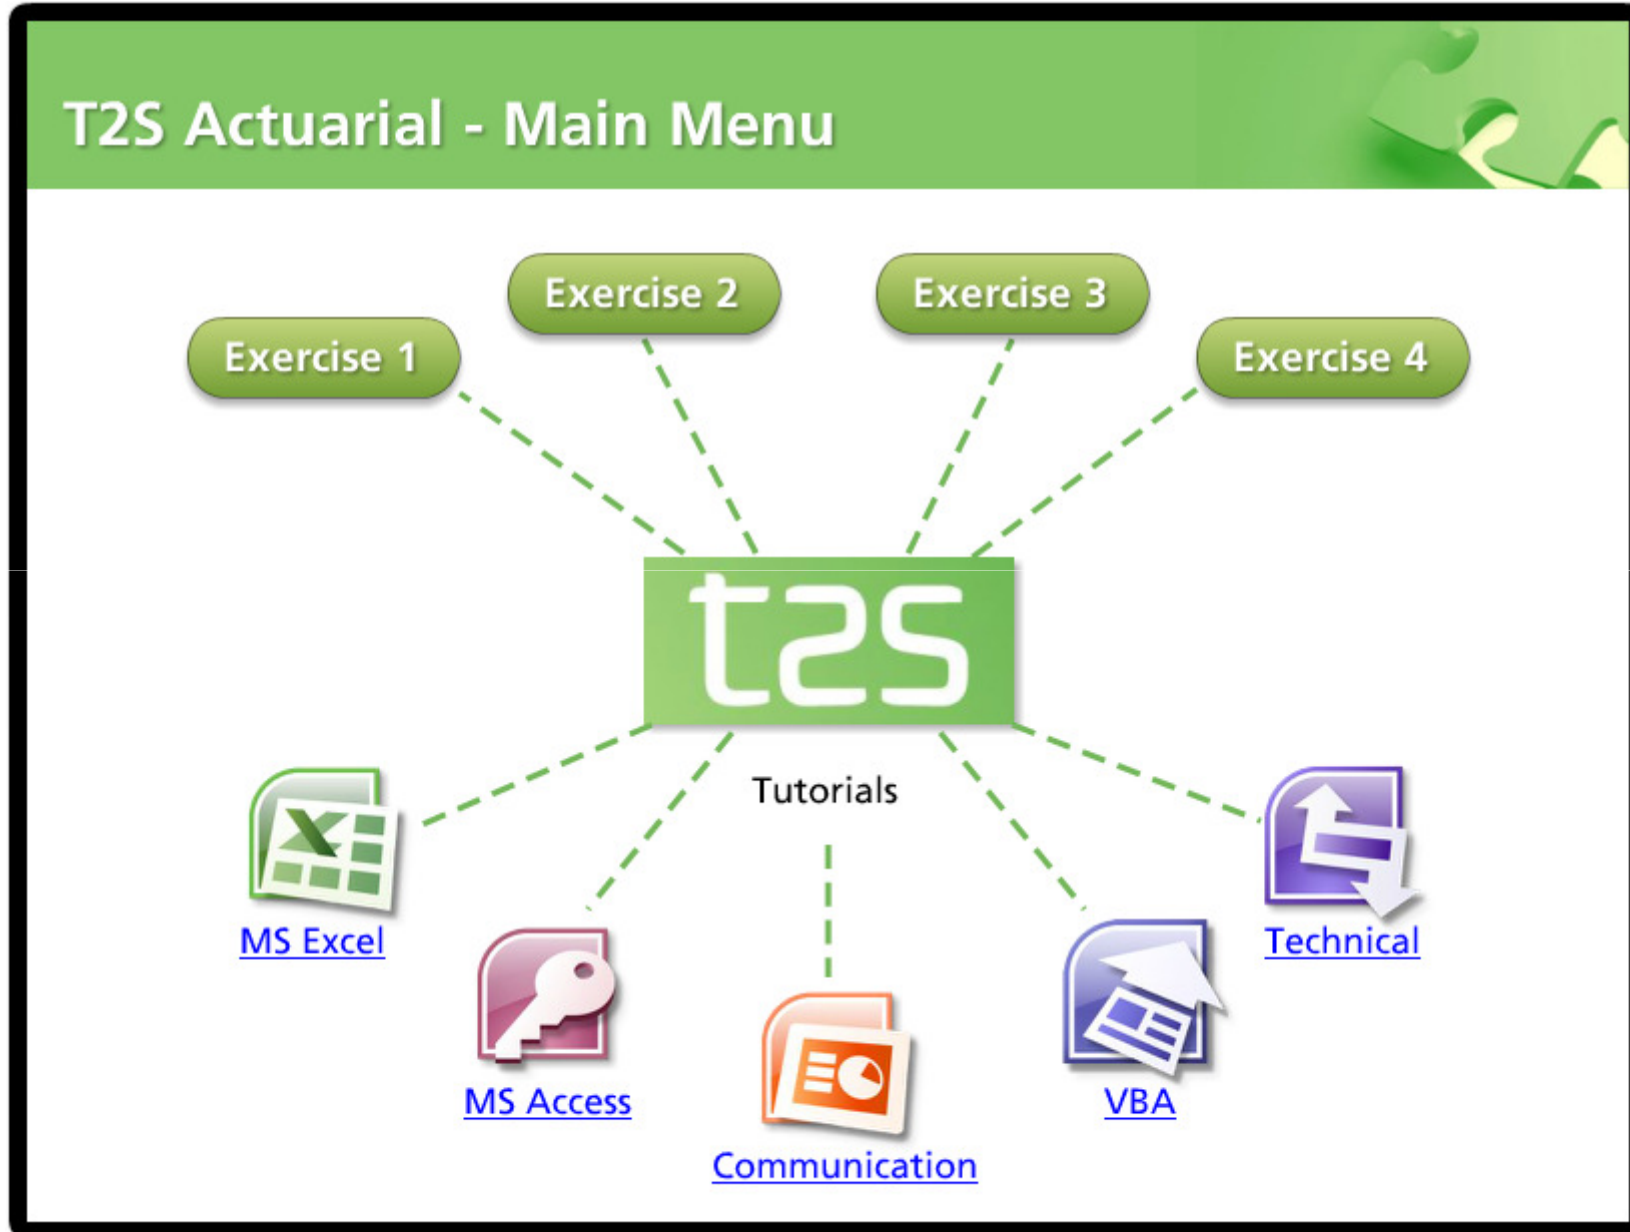 T2S Actuarial - Main Menu
Exercise 1
Exercise 2
Exercise 3
Exercise 4
t2s
Tutorials
MS Excel
MS Access
Communication
VBA
Technical